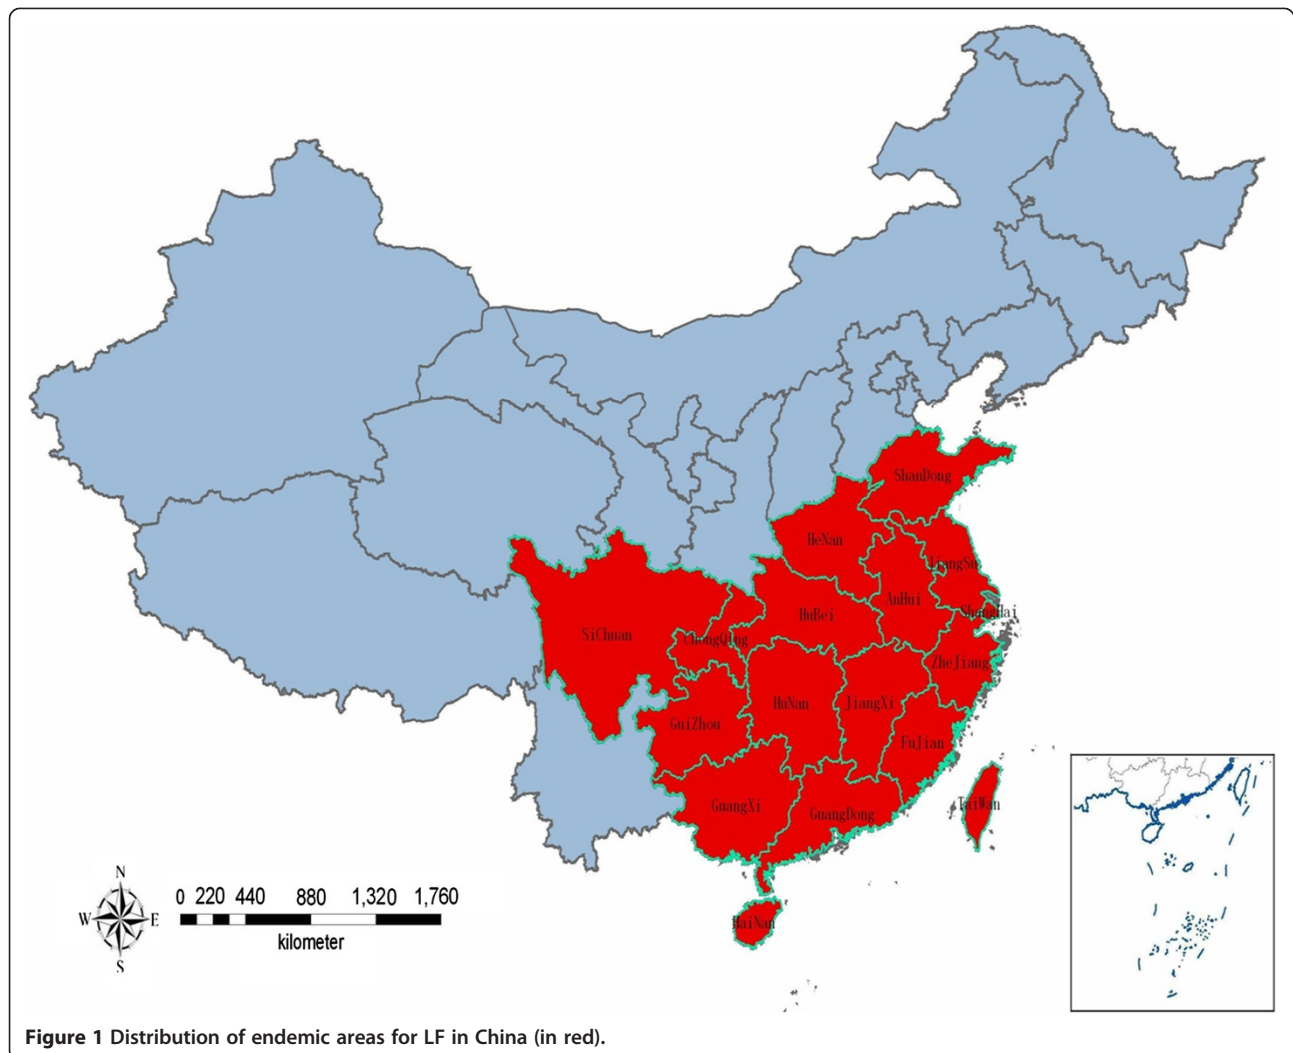 ShanDong
HeNan
JiangSu
AnHui
ShangHai
HuBei
SiChuan
ChongQing
ZheJiang
HuNan
JiangXi
GuiZhou
FuJian
GuangXi
GuangDong
TaiWan
HaiNan
N
W E
S
0 220 440 880 1,320 1,760
kilometer
Figure 1 Distribution of endemic areas for LF in China (in red).